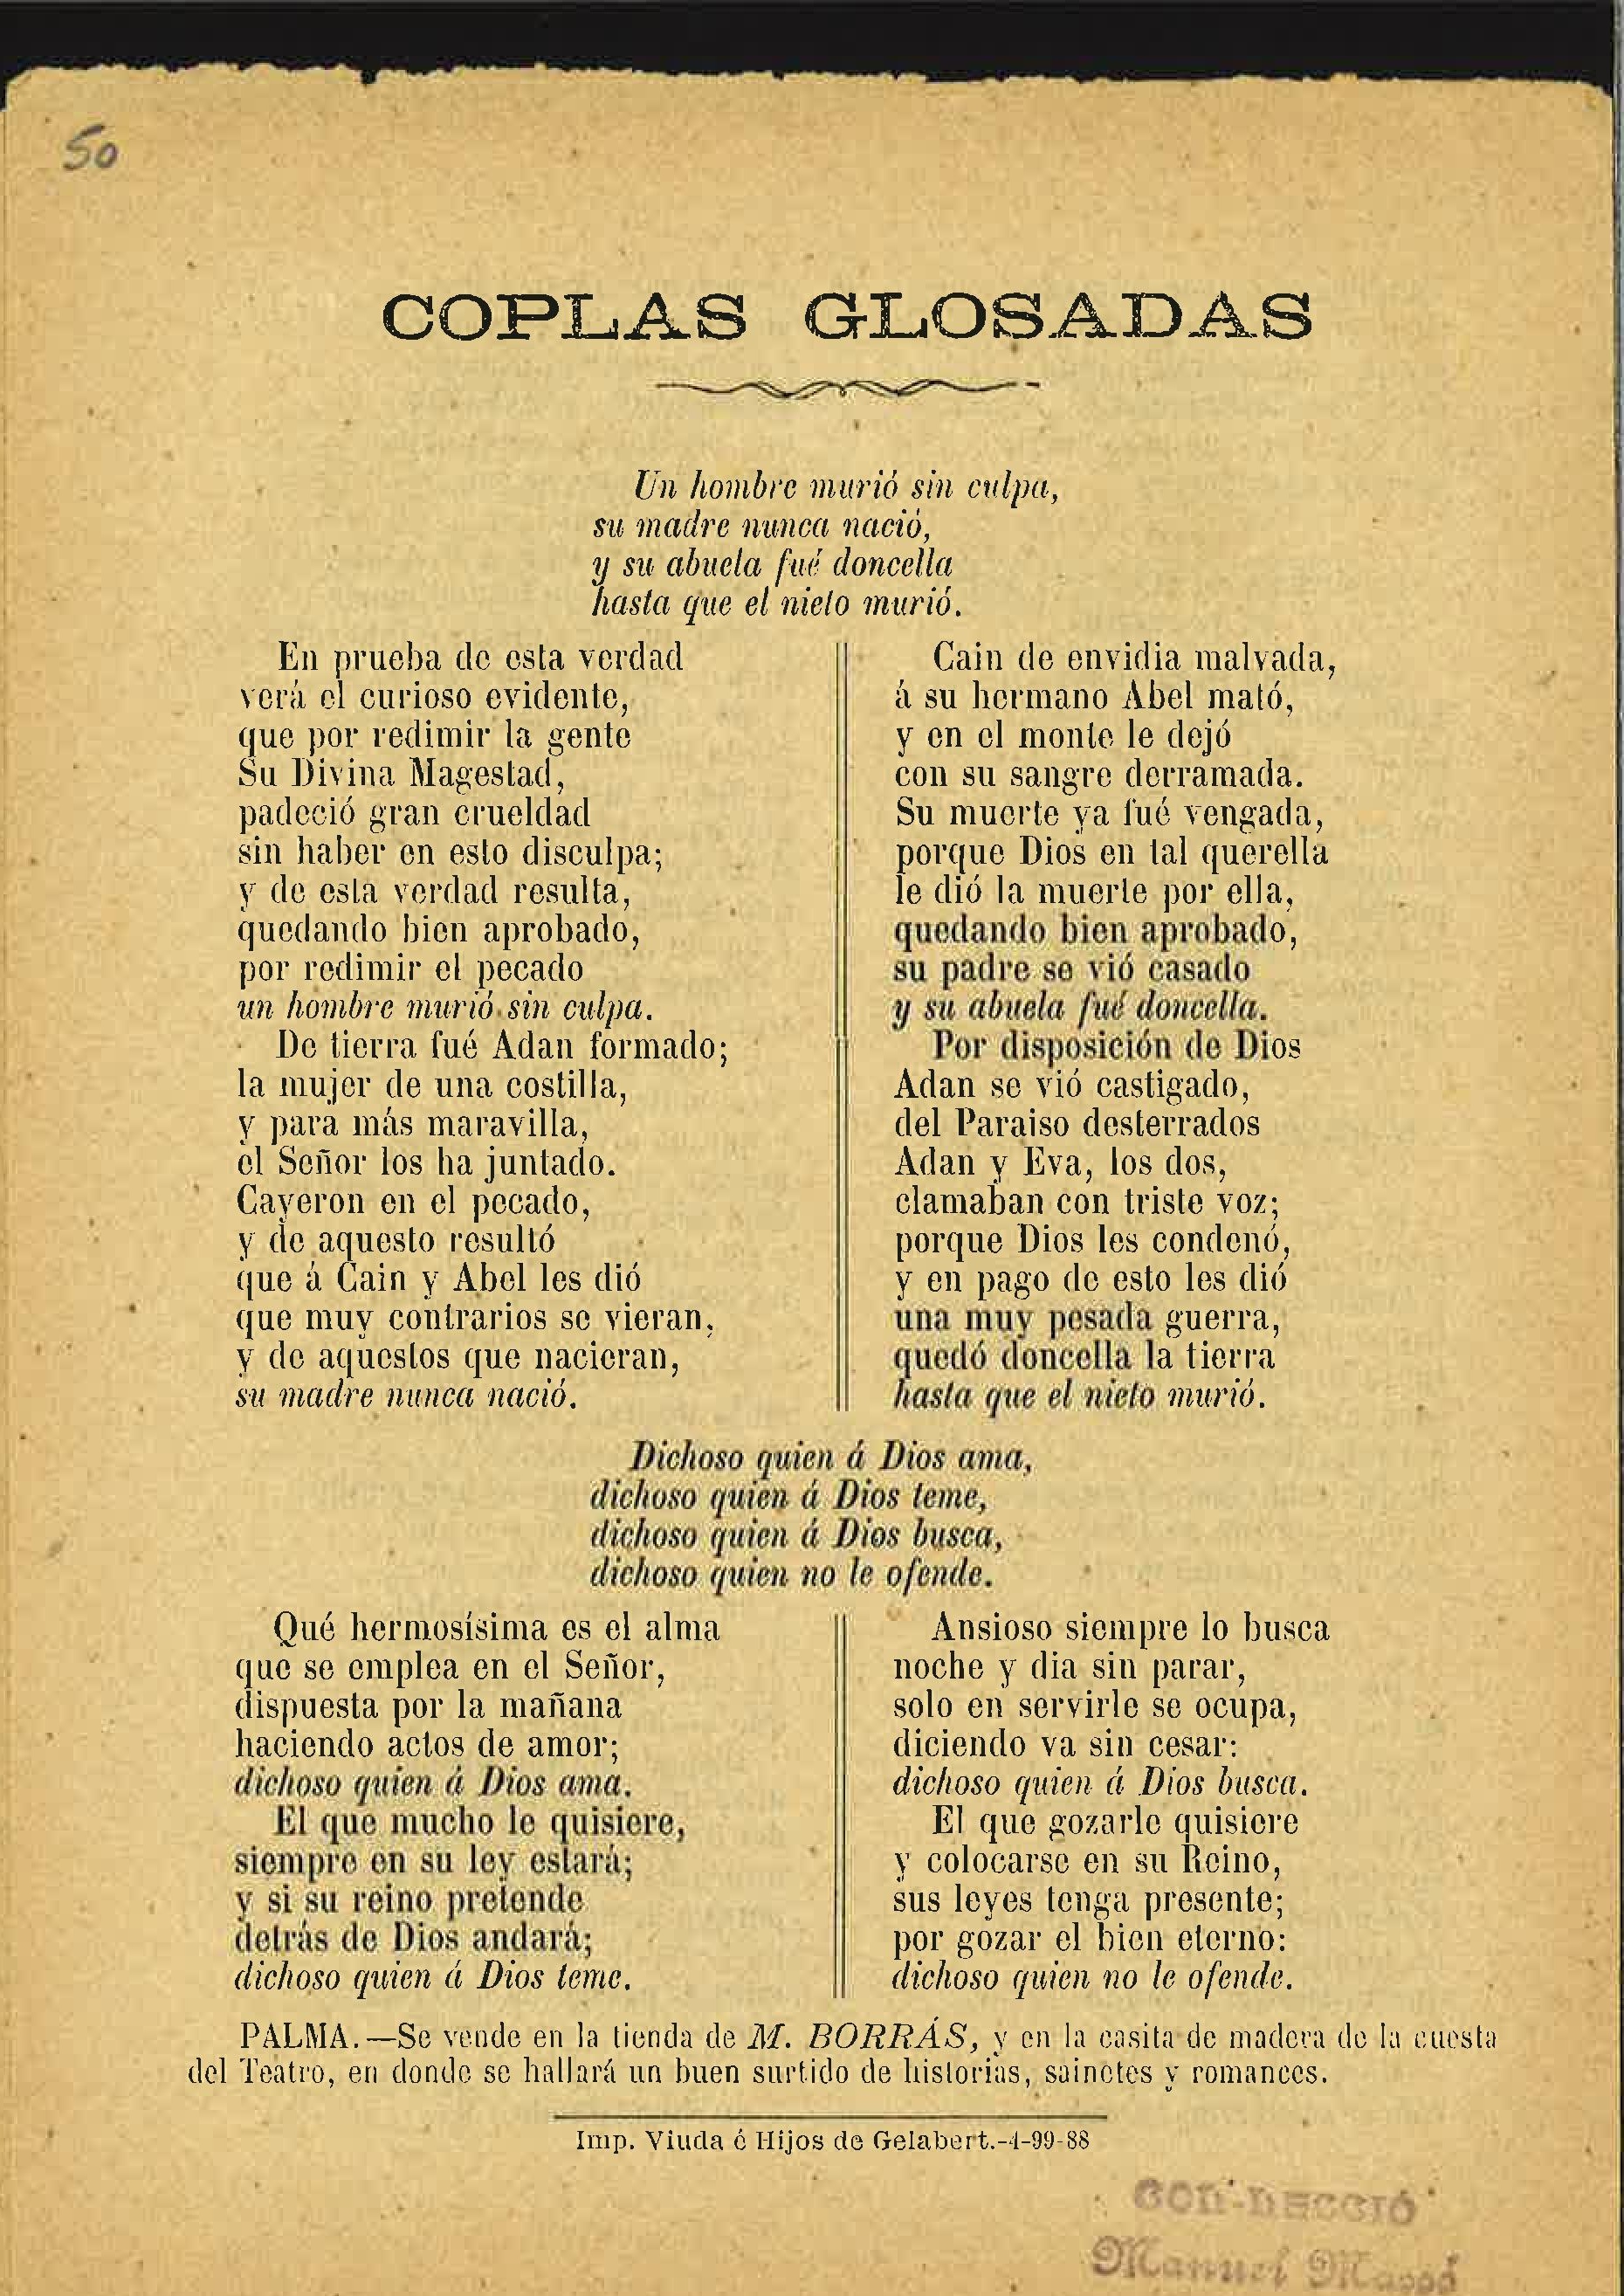 50
COPLAS GLOSADAS
Un hombre murió sin culpa,
su madre nunca nació,
y su abuela fué doncella
hasta que el nieto murió.
En prueba de esta verdad
verá el curioso evidente,
que por redimir la gente
Su Divina Magestad,
padeció gran crueldad
sin haber en esto disculpa;
y de esta verdad resulta,
quedando bien aprobado,
por redimir el pecado
un hombre murió sin culpa.
De tierra fué Adan formado;
la mujer de una costilla,
y para más maravilla,
el Señor los ha juntado.
Cayeron en el pecado,
y de aquesto resultó
que á Cain y Abel les dió
que muy contrarios se vieran,
y de aquestos que nacieran,
su madre nunca nació.
Cain de envidia malvada,
á su hermano Abel mató,
y en el monte le dejó
con su sangre derramada.
Su muerte ya fué vengada,
porque Dios en tal querella
le dió la muerte por ella,
quedando bien aprobado,
su padre se vió casado
y su abuela fué doncella.
Por disposición de Dios
Adan se vió castigado,
del Paraiso desterrados
Adan y Eva, los dos,
clamaban con triste voz;
porque Dios les condenó,
y en pago de esto les dió
una muy pesada guerra,
quedó doncella la tierra
hasta que el nieto murió.
Dichoso quien á Dios ama,
dichoso quien á Dios teme,
dichoso quien á Dios busca,
dichoso quien no le ofende.
Qué hermosísima es el alma
que se emplea en el Señor,
dispuesta por la mañana
haciendo actos de amor;
dichoso quien á Dios ama.
El que mucho le quisiere,
siempre en su ley estará;
y si su reino pretende
detrás de Dios andará;
dichoso quien á Dios teme.
Ansioso siempre lo busca
noche y dia sin parar,
solo en servirle se ocupa,
diciendo va sin cesar:
dichoso quien á Dios busca.
El que gozarle quisiere
y colocarse en su Reino,
sus leyes tenga presente;
por gozar el bien eterno:
dichoso quien no le ofende.
PALMA.—Se vende en la tienda de M. BORRÁS, y en la casita de madera de la cuesta
del Teatro, en donde se hallará un buen surtido de historias, sainetes y romances.
Imp. Viuda é Hijos de Gelabert.-4-99-88
Manuel